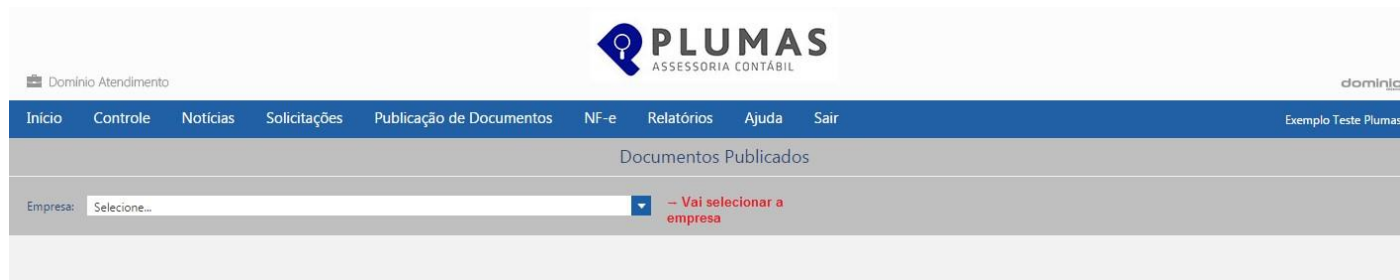 PLUMAS
ASSESSORIA CONTÁBIL
Domínio Atendimento
Início Controle Notícias Solicitações Publicação de Documentos NF-e Relatórios Ajuda Sair Exemplo Teste Plumas
Documentos Publicados
Empresa: Selecione... – Vai selecionar a
empresa